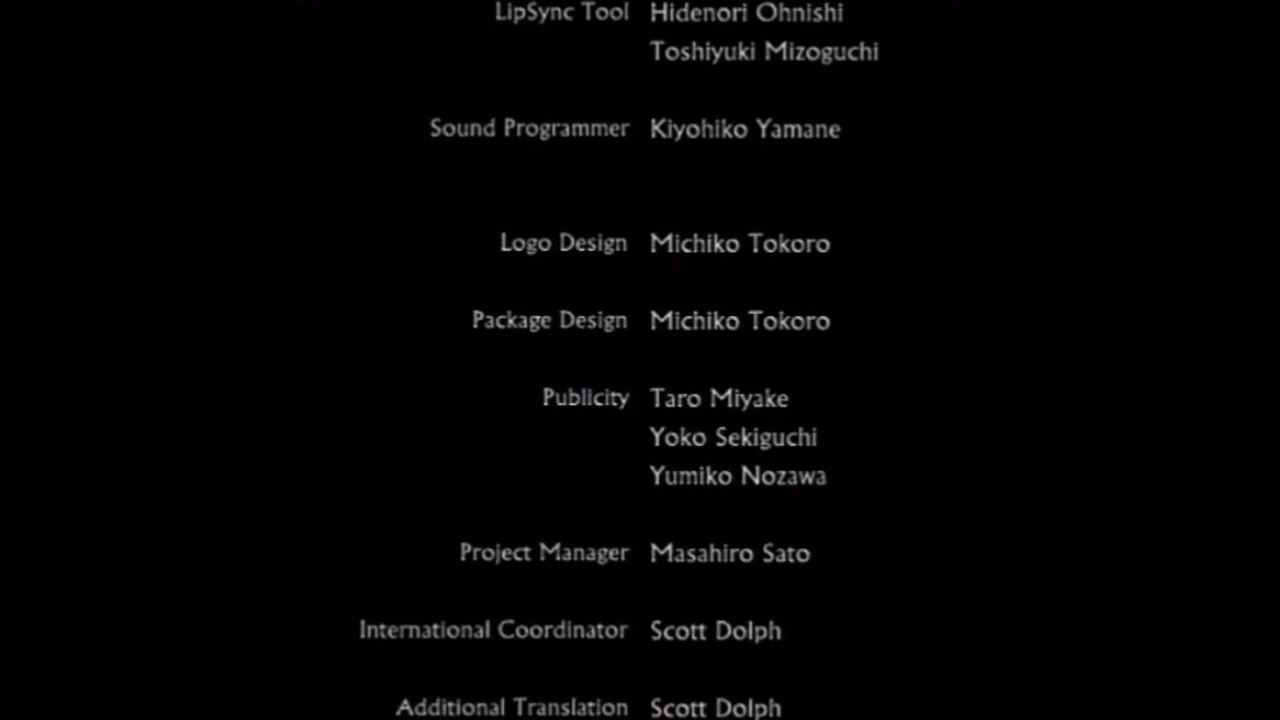 LipSync Tool Hidenori Ohnishi
Toshiyuki Mizoguchi
Sound Programmer Kiyohiko Yamane
Logo Design Michiko Tokoro
Package Design Michiko Tokoro
Publicity Taro Miyake
Yoko Sekiguchi
Yumiko Nozawa
Project Manager Masahiro Sato
International Coordinator Scott Dolph
Additional Translation Scott Dolph